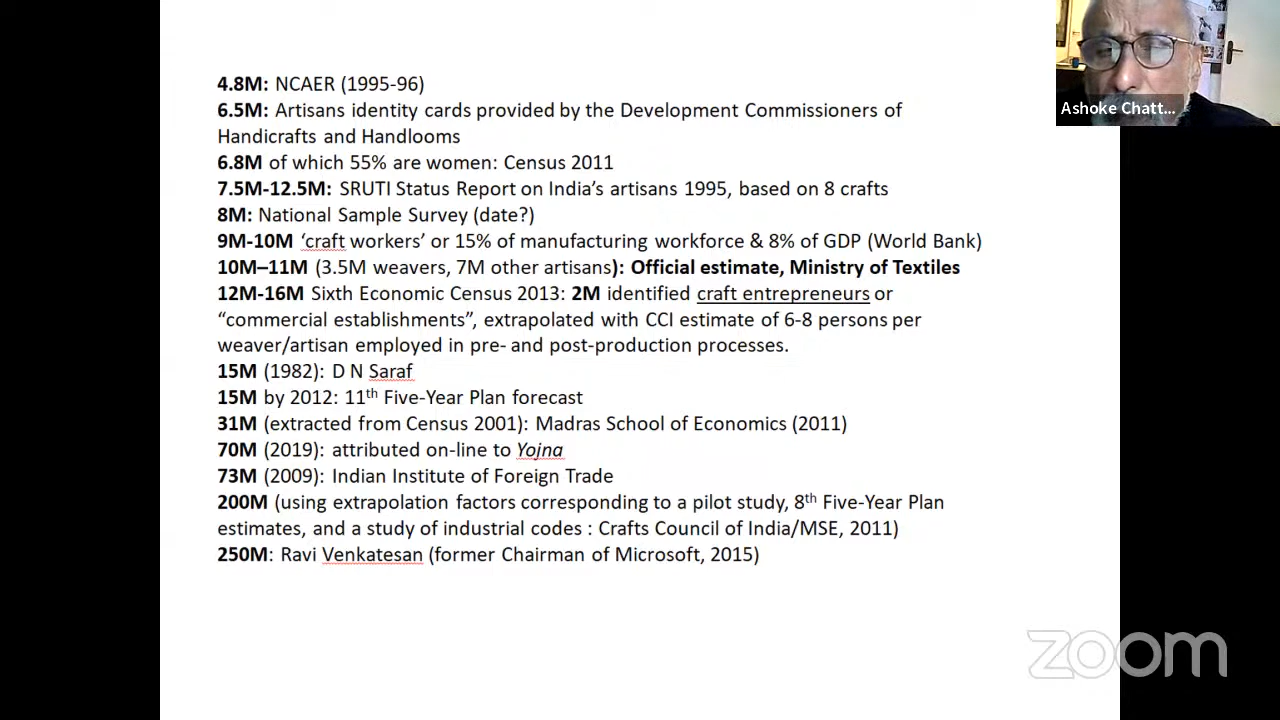 4.8M: NCAER (1995-96)
6.5M: Artisans identity cards provided by the Development Commissioners of
Handicrafts and Handlooms
6.8M of which 55% are women: Census 2011
7.5M-12.5M: SRUTI Status Report on India’s artisans 1995, based on 8 crafts
8M: National Sample Survey (date?)
9M-10M ‘craft workers’ or 15% of manufacturing workforce & 8% of GDP (World Bank)
10M–11M (3.5M weavers, 7M other artisans): Official estimate, Ministry of Textiles
12M-16M Sixth Economic Census 2013: 2M identified craft entrepreneurs or
“commercial establishments”, extrapolated with CCI estimate of 6-8 persons per
weaver/artisan employed in pre- and post-production processes.
15M (1982): D N Saraf
15M by 2012: 11th Five-Year Plan forecast
31M (extracted from Census 2001): Madras School of Economics (2011)
70M (2019): attributed on-line to Yojna
73M (2009): Indian Institute of Foreign Trade
200M (using extrapolation factors corresponding to a pilot study, 8th Five-Year Plan
estimates, and a study of industrial codes : Crafts Council of India/MSE, 2011)
250M: Ravi Venkatesan (former Chairman of Microsoft, 2015)
Ashoke Chatt...
zoom